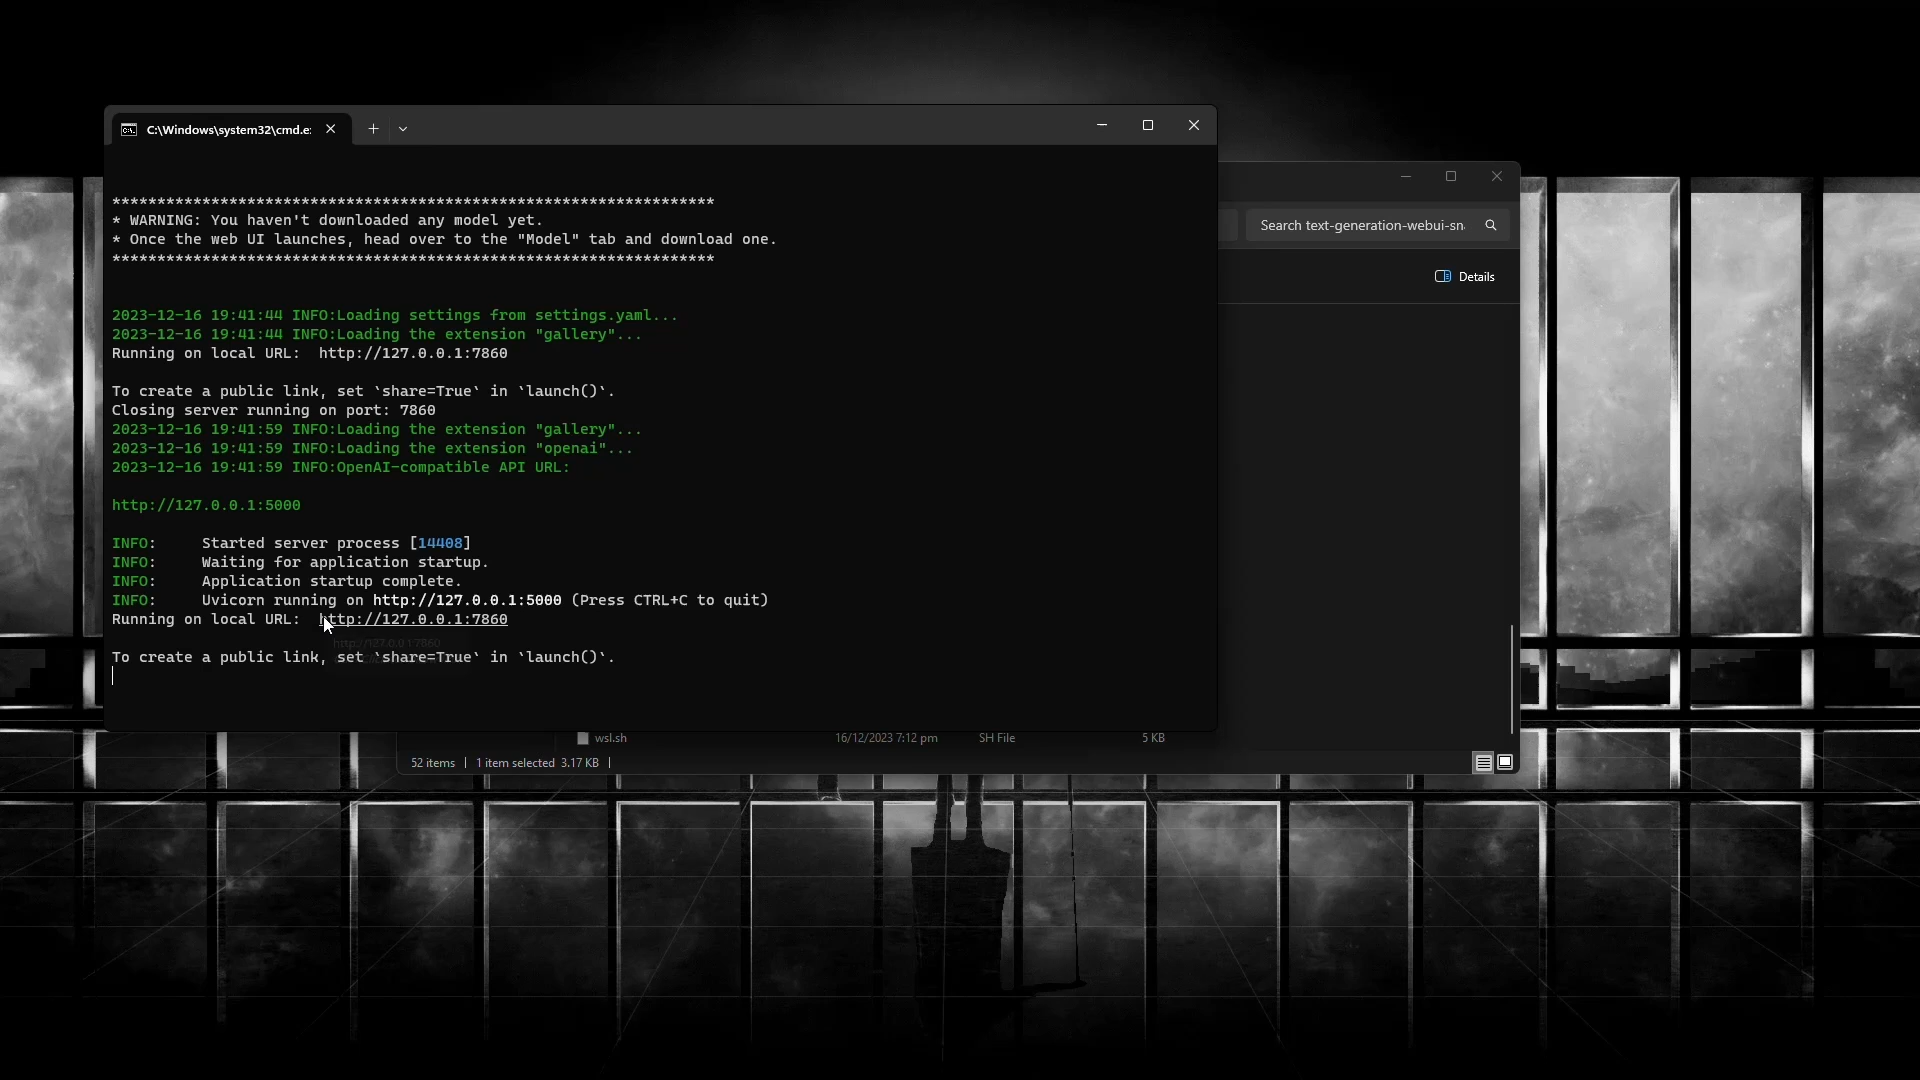 C:\Windows\system32\cmd.e:
*******************************************************************
* WARNING: You haven't downloaded any model yet.
* Once the web UI launches, head over to the "Model" tab and download one.
*******************************************************************
2023-12-16 19:41:44 INFO:Loading settings from settings.yaml...
2023-12-16 19:41:44 INFO:Loading the extension "gallery"...
Running on local URL:  http://127.0.0.1:7860
To create a public link, set `share=True` in `launch()`.
Closing server running on port: 7860
2023-12-16 19:41:59 INFO:Loading the extension "gallery"...
2023-12-16 19:41:59 INFO:Loading the extension "openai"...
2023-12-16 19:41:59 INFO:OpenAI-compatible API URL:
http://127.0.0.1:5000
INFO:     Started server process [14408]
INFO:     Waiting for application startup.
INFO:     Application startup complete.
INFO:     Uvicorn running on http://127.0.0.1:5000 (Press CTRL+C to quit)
Running on local URL:  http://127.0.0.1:7860
http://127.0.0.1:7860
To create a public link, set `share=True` in `launch()`.
Search text-generation-webui-sn
Details
wsl.sh 16/12/2023 7:12 pm SH File 5 KB
52 items | 1 item selected 3.17 KB |